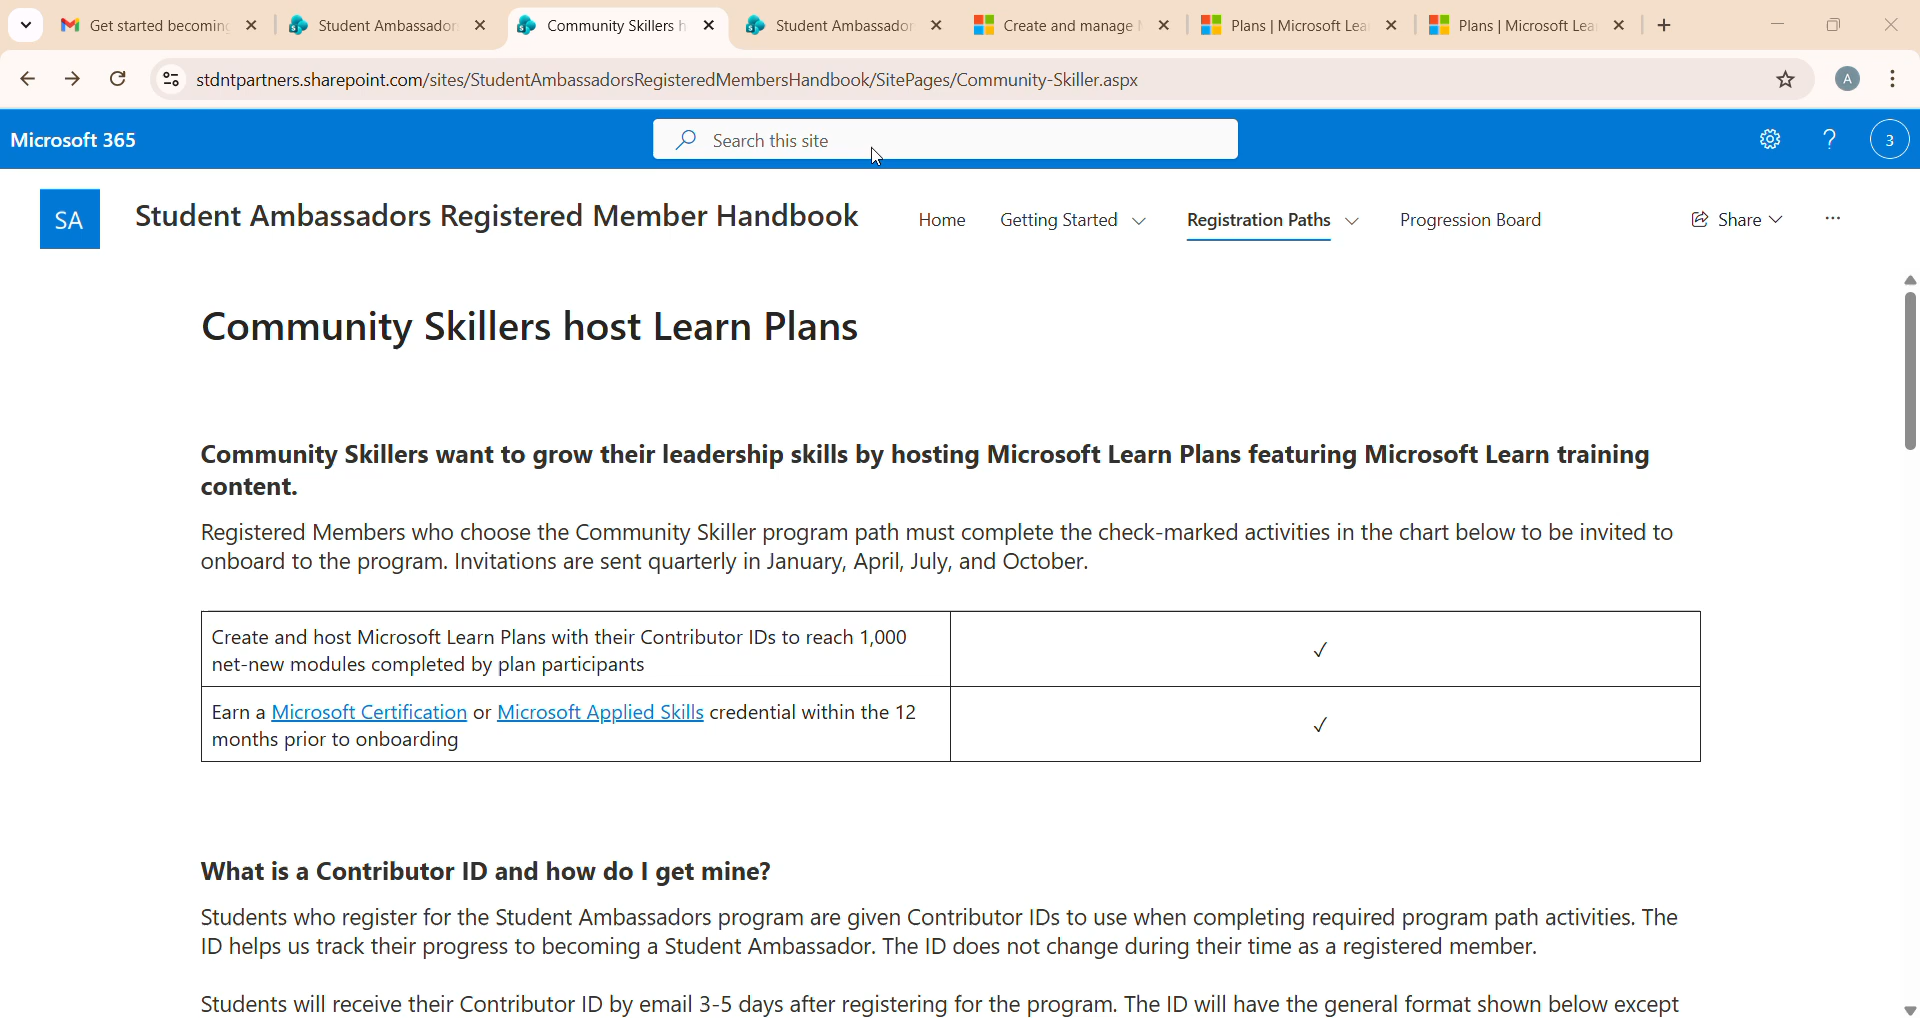 Get started becoming
Student Ambassador
Community Skillers h
Student Ambassador
Create and manage
Plans | Microsoft Lea
Plans | Microsoft Lea
stdntpartners.sharepoint.com/sites/StudentAmbassadorsRegisteredMembersHandbook/SitePages/Community-Skiller.aspx
A
Microsoft 365
Search this site
?
3
SA
Student Ambassadors Registered Member Handbook
Home
Getting Started
Registration Paths
Progression Board
Share
Community Skillers host Learn Plans
Community Skillers want to grow their leadership skills by hosting Microsoft Learn Plans featuring Microsoft Learn training
content.
Registered Members who choose the Community Skiller program path must complete the check-marked activities in the chart below to be invited to
onboard to the program. Invitations are sent quarterly in January, April, July, and October.
Create and host Microsoft Learn Plans with their Contributor IDs to reach 1,000
net-new modules completed by plan participants
✓
Earn a Microsoft Certification or Microsoft Applied Skills credential within the 12
months prior to onboarding
✓
What is a Contributor ID and how do I get mine?
Students who register for the Student Ambassadors program are given Contributor IDs to use when completing required program path activities. The
ID helps us track their progress to becoming a Student Ambassador. The ID does not change during their time as a registered member.
Students will receive their Contributor ID by email 3-5 days after registering for the program. The ID will have the general format shown below except